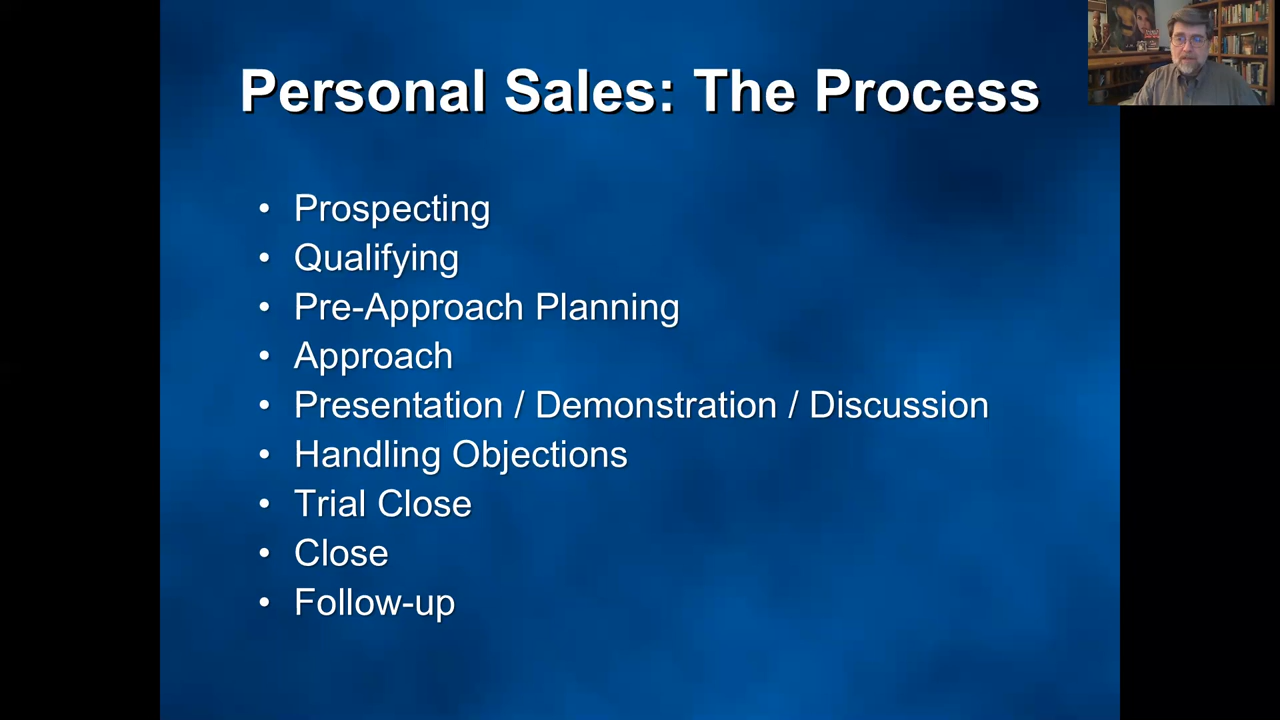 Personal Sales: The Process
• Prospecting
• Qualifying
• Pre-Approach Planning
• Approach
• Presentation / Demonstration / Discussion
• Handling Objections
• Trial Close
• Close
• Follow-up